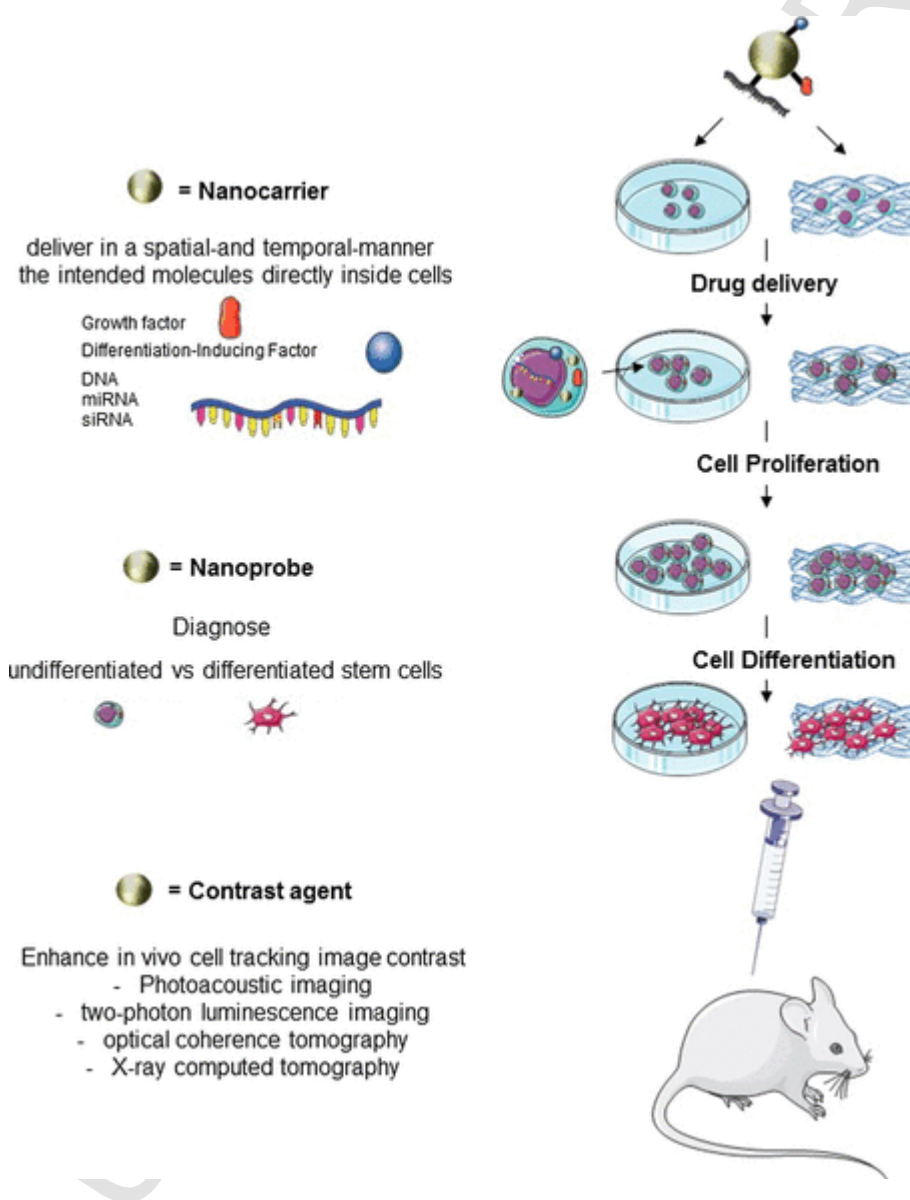 = Nanocarrier
deliver in a spatial-and temporal-manner
the intended molecules directly inside cells
Growth factor
Differentiation-Inducing Factor
DNA
miRNA
siRNA
= Nanoprobe
Diagnose
undifferentiated vs differentiated stem cells
= Contrast agent
Enhance in vivo cell tracking image contrast
- Photoacoustic imaging
- two-photon luminescence imaging
- optical coherence tomography
- X-ray computed tomography
Drug delivery
Cell Proliferation
Cell Differentiation